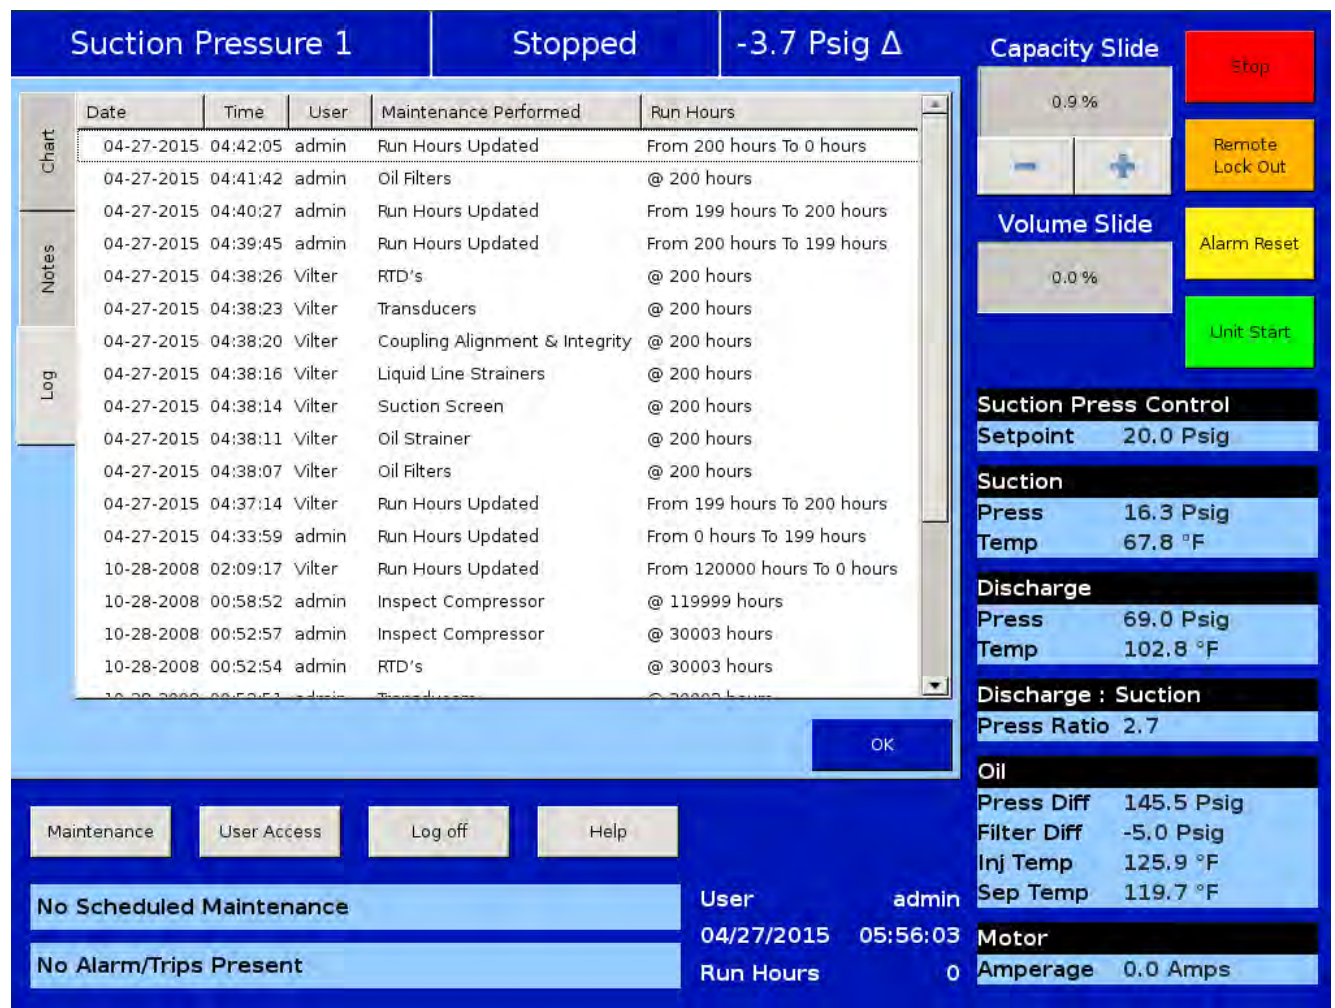 Suction Pressure 1 Stopped -3.7 Psig Δ
Chart
Notes
Log
Date Time User Maintenance Performed Run Hours
04-27-2015 04:42:05 admin Run Hours Updated From 200 hours To 0 hours
04-27-2015 04:41:42 admin Oil Filters @ 200 hours
04-27-2015 04:40:27 admin Run Hours Updated From 199 hours To 200 hours
04-27-2015 04:39:45 admin Run Hours Updated From 200 hours To 199 hours
04-27-2015 04:38:26 Vilter RTD's @ 200 hours
04-27-2015 04:38:23 Vilter Transducers @ 200 hours
04-27-2015 04:38:20 Vilter Coupling Alignment & Integrity @ 200 hours
04-27-2015 04:38:16 Vilter Liquid Line Strainers @ 200 hours
04-27-2015 04:38:14 Vilter Suction Screen @ 200 hours
04-27-2015 04:38:11 Vilter Oil Strainer @ 200 hours
04-27-2015 04:38:07 Vilter Oil Filters @ 200 hours
04-27-2015 04:37:14 Vilter Run Hours Updated From 199 hours To 200 hours
04-27-2015 04:33:59 admin Run Hours Updated From 0 hours To 199 hours
10-28-2008 02:09:17 Vilter Run Hours Updated From 120000 hours To 0 hours
10-28-2008 00:58:52 admin Inspect Compressor @ 119999 hours
10-28-2008 00:52:57 admin Inspect Compressor @ 30003 hours
10-28-2008 00:52:54 admin RTD's @ 30003 hours
OK
Maintenance User Access Log off Help
No Scheduled Maintenance
No Alarm/Trips Present
User admin
04/27/2015 05:56:03
Run Hours 0
Capacity Slide
0.9 %
Volume Slide
0.0 %
Stop
Remote
Lock Out
Alarm Reset
Unit Start
Suction Press Control
Setpoint 20.0 Psig
Suction
Press 16.3 Psig
Temp 67.8 °F
Discharge
Press 69.0 Psig
Temp 102.8 °F
Discharge : Suction
Press Ratio 2.7
Oil
Press Diff 145.5 Psig
Filter Diff -5.0 Psig
Inj Temp 125.9 °F
Sep Temp 119.7 °F
Motor
Amperage 0.0 Amps